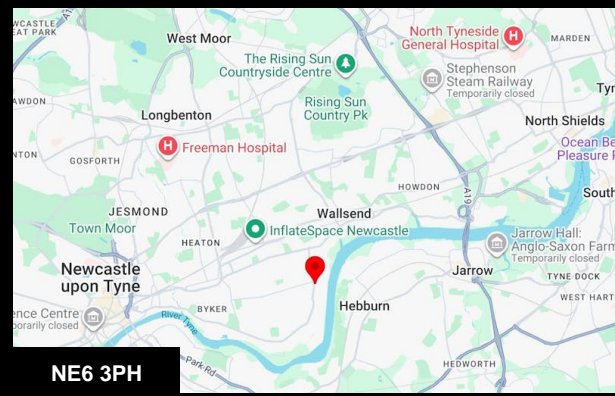 WCASTLE
EAT PARK
West Moor
North Tyneside
General Hospital
H
MARDEN
The Rising Sun
Countryside Centre
Stephenson
Steam Railway
Temporarily closed
Tyn
AWDON
Longbenton
Rising Sun
Country Pk
North Shields
NTON
GOSFORTH
H
Freeman Hospital
Ocean Be
Pleasure P
HOWDON
A19
South
JESMOND
Town Moor
Wallsend
HEATON
InflateSpace Newcastle
Jarrow Hall:
Anglo-Saxon Farm
Temporarily closed
Newcastle
upon Tyne
Jarrow
TYNE DOCK
BYKER
Hebburn
WEST HART
ence Centre
porarily closed
River Tyne
Park Rd
HEDWORTH
NE6 3PH